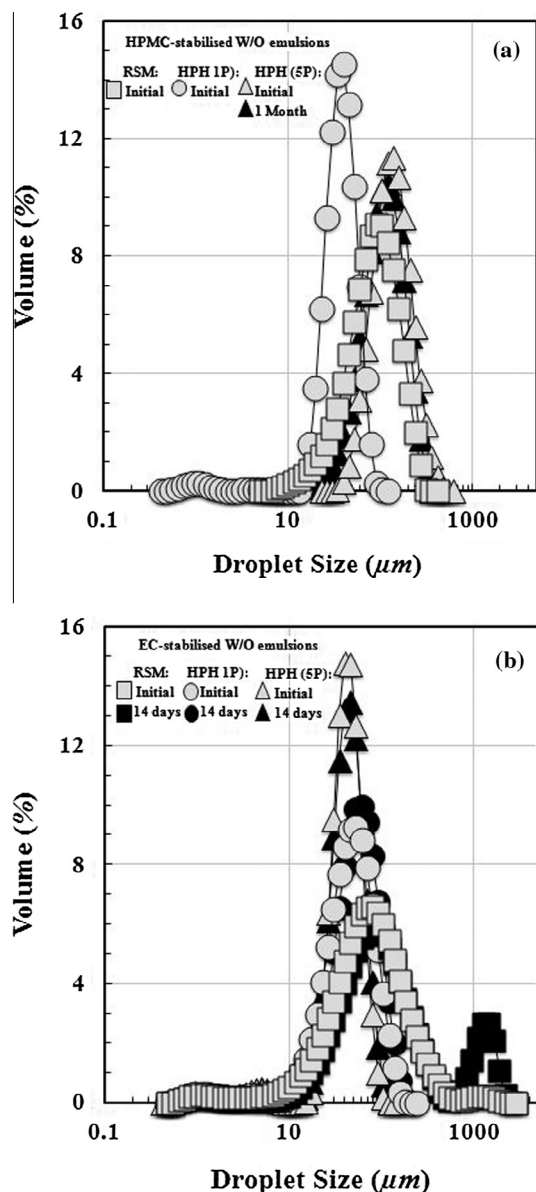 16
HPMC-stabilised W/O emulsions
(a)
RSM: HPH 1P): HPH (5P):
Initial Initial Initial
1 Month
12
8
4
0
Volume (%)
0.1 10 1000
Droplet Size (µm)
16
EC-stabilised W/O emulsions
(b)
RSM: HPH 1P): HPH (5P):
Initial Initial Initial
14 days 14 days 14 days
12
8
4
0
Volume (%)
0.1 10 1000
Droplet Size (µm)